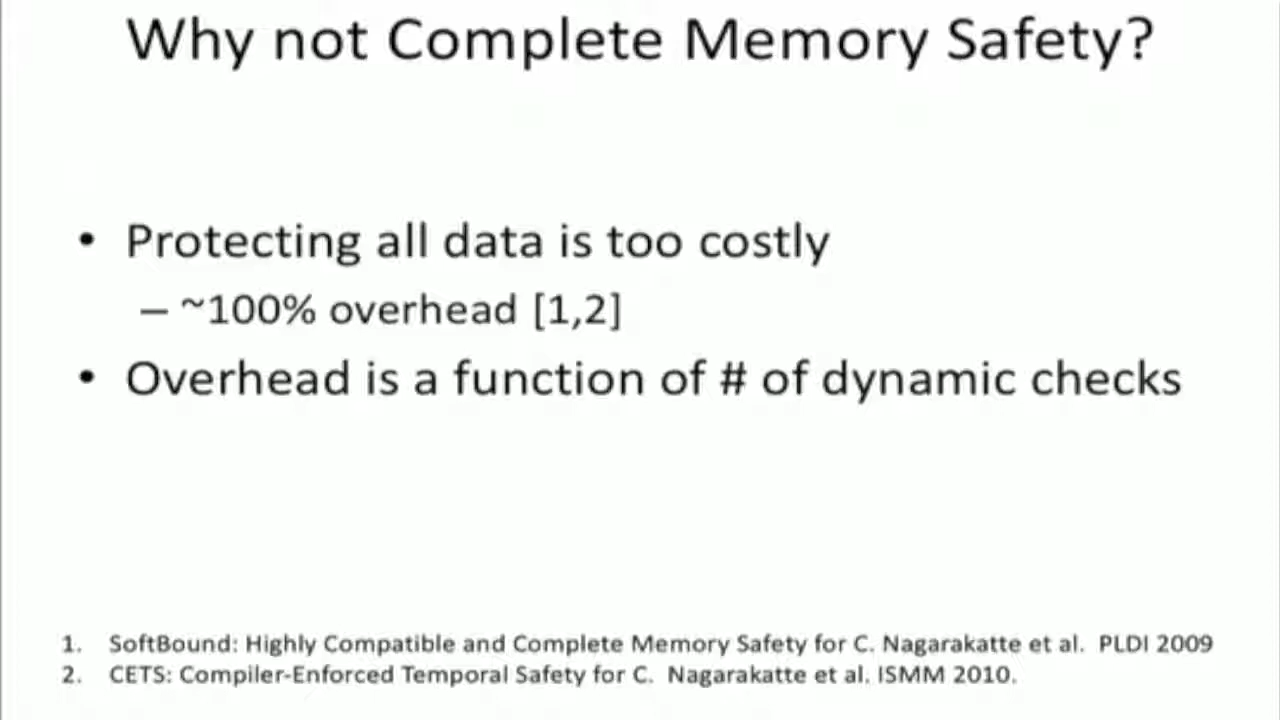 Why not Complete Memory Safety?
• Protecting all data is too costly
– ~100% overhead [1,2]
• Overhead is a function of # of dynamic checks
1. SoftBound: Highly Compatible and Complete Memory Safety for C. Nagarakatte et al. PLDI 2009
2. CETS: Compiler-Enforced Temporal Safety for C. Nagarakatte et al. ISMM 2010.